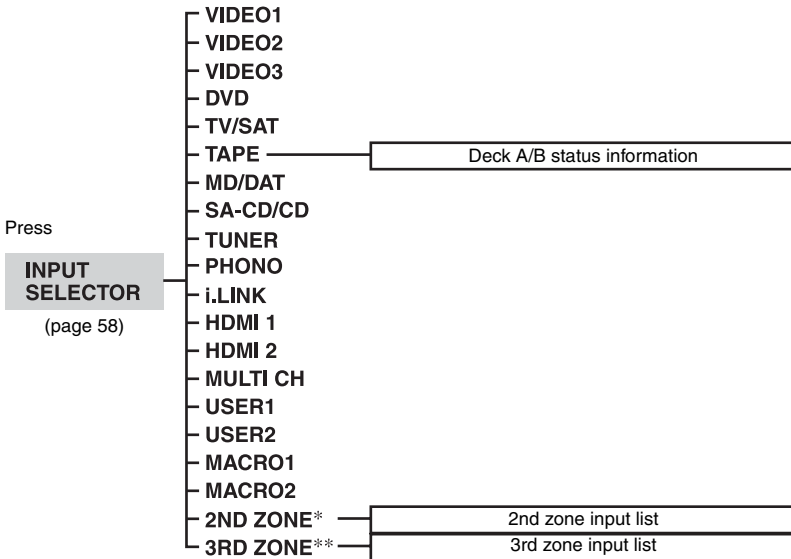 VIDEO1
VIDEO2
VIDEO3
DVD
TV/SAT
TAPE Deck A/B status information
MD/DAT
SA-CD/CD
TUNER
PHONO
i.LINK
HDMI 1
HDMI 2
MULTI CH
USER1
USER2
MACRO1
MACRO2
2ND ZONE* 2nd zone input list
3RD ZONE** 3rd zone input list
Press
INPUT
SELECTOR
(page 58)